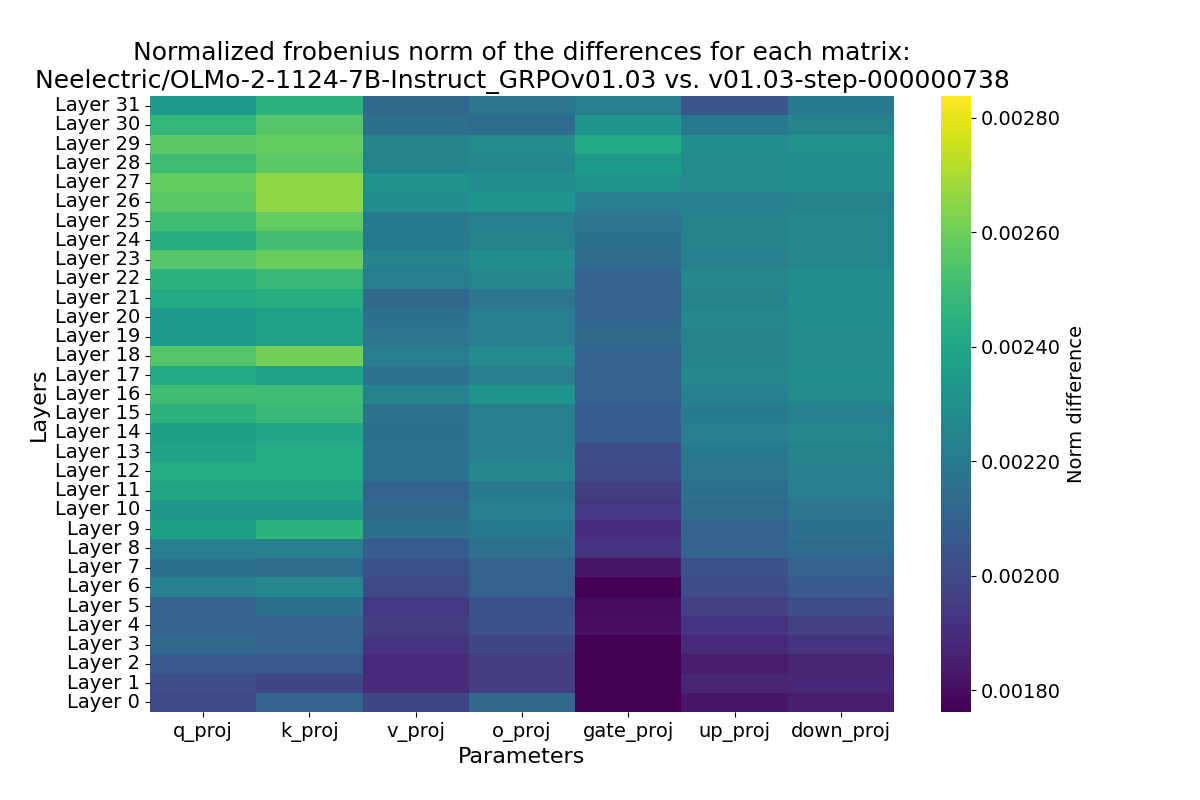 Normalized frobenius norm of the differences for each matrix:
Neelectric/OLMo-2-1124-7B-Instruct_GRPOv01.03 vs. v01.03-step-000000738
Layers
Layer 31
Layer 30
Layer 29
Layer 28
Layer 27
Layer 26
Layer 25
Layer 24
Layer 23
Layer 22
Layer 21
Layer 20
Layer 19
Layer 18
Layer 17
Layer 16
Layer 15
Layer 14
Layer 13
Layer 12
Layer 11
Layer 10
Layer 9
Layer 8
Layer 7
Layer 6
Layer 5
Layer 4
Layer 3
Layer 2
Layer 1
Layer 0
q_proj k_proj v_proj o_proj gate_proj up_proj down_proj
Parameters
0.00280
0.00260
0.00240
0.00220
0.00200
0.00180
Norm difference